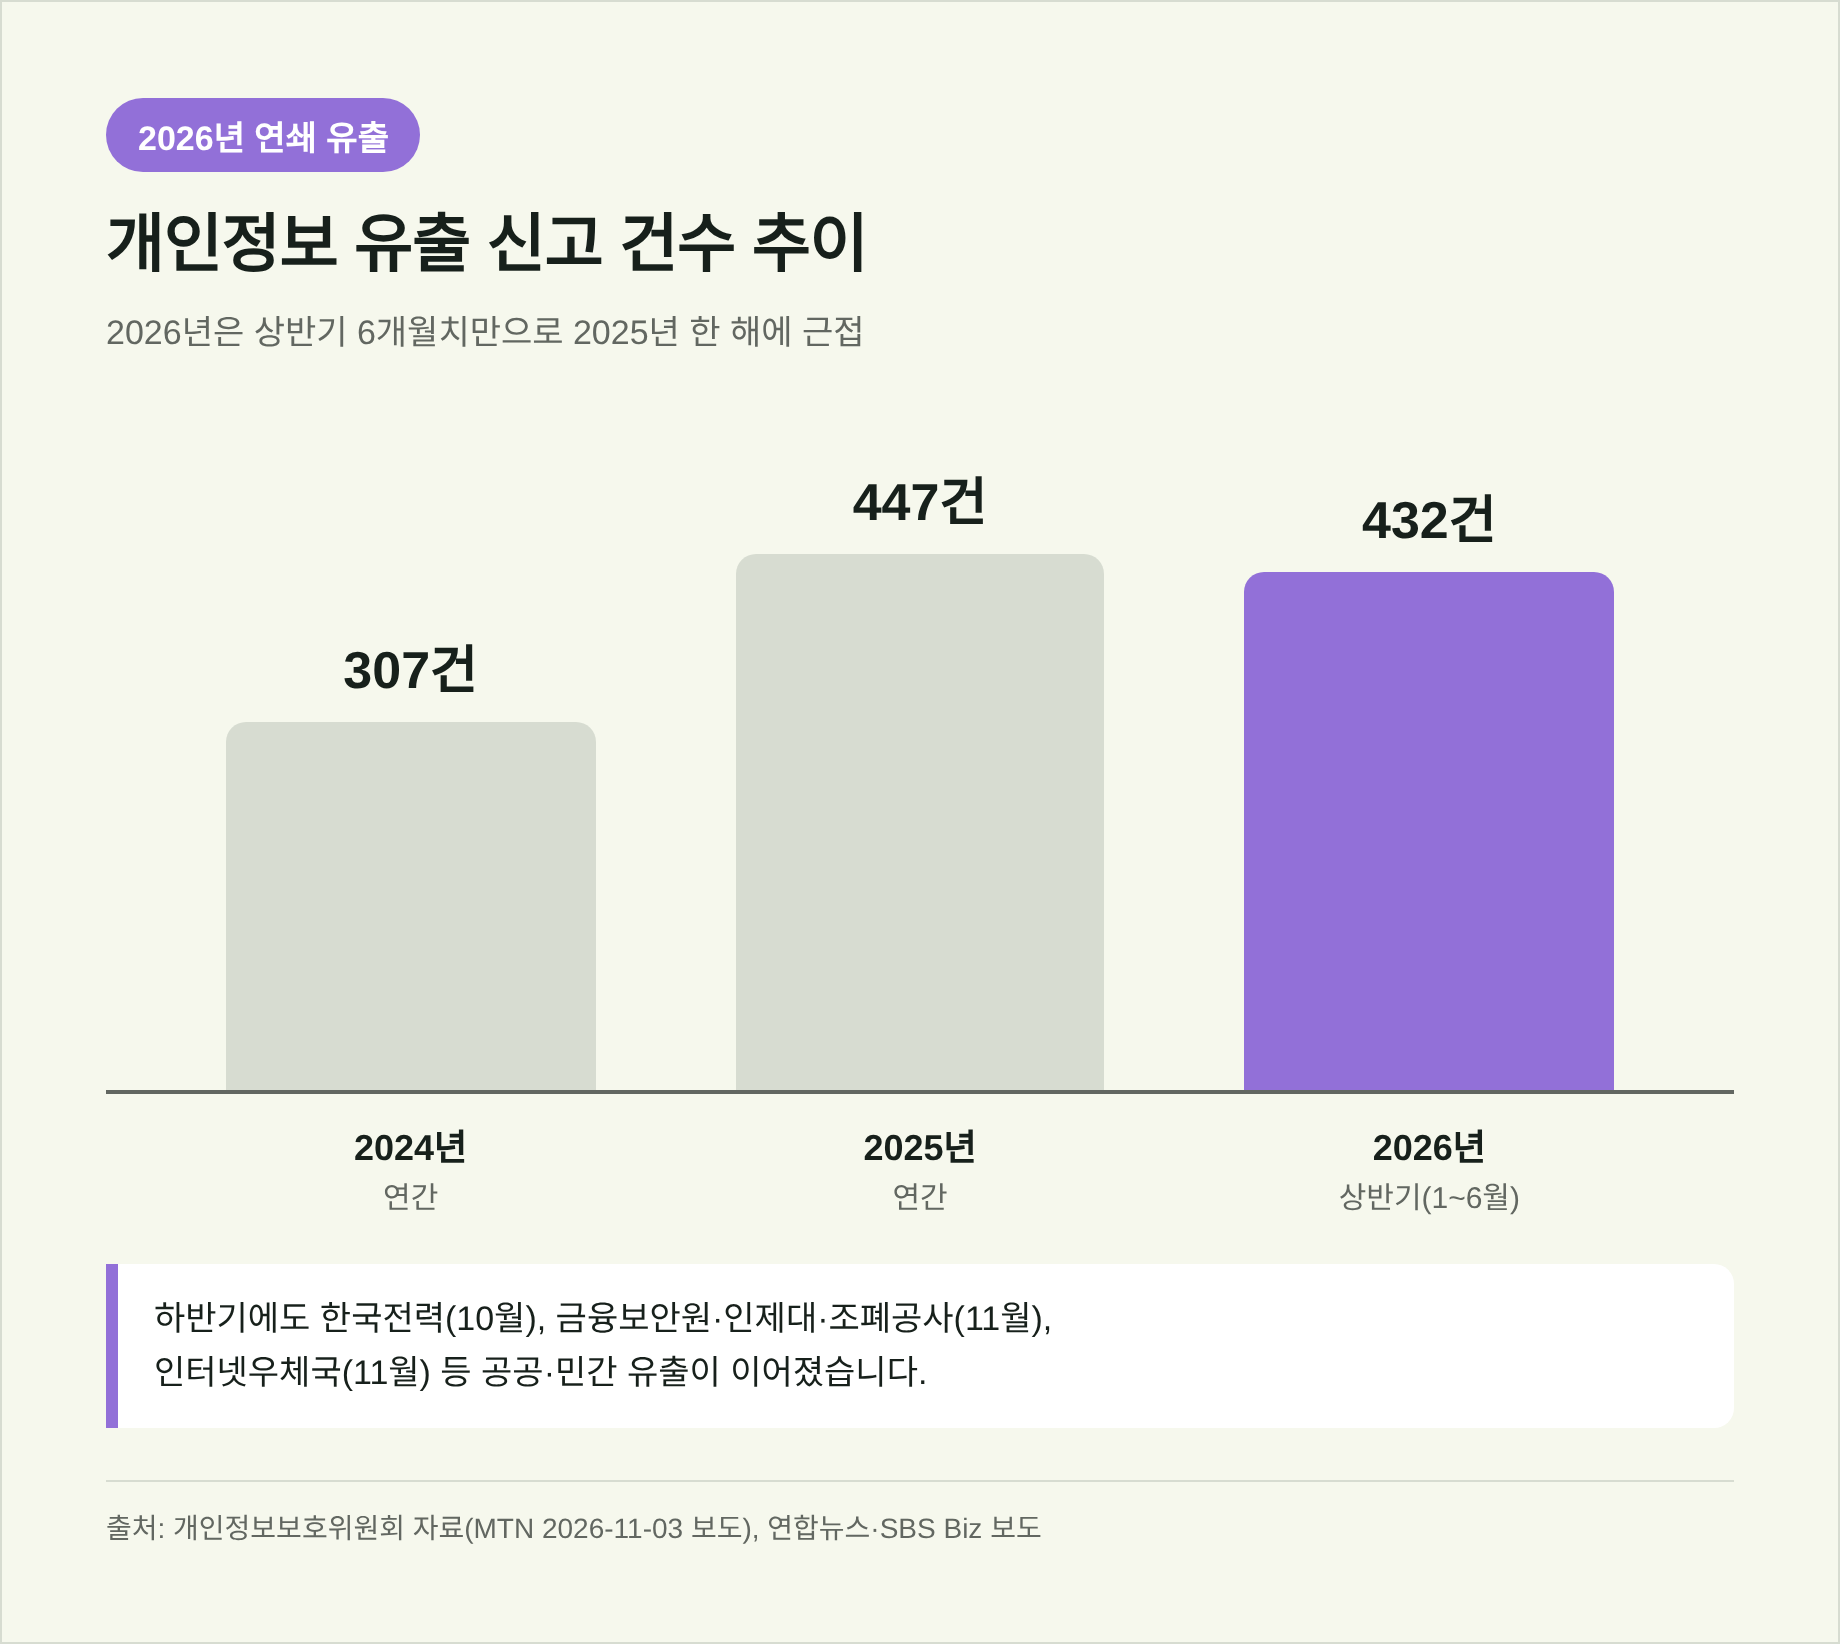 2026년 연쇄 유출
개인정보 유출 신고 건수 추이
2026년은 상반기 6개월치만으로 2025년 한 해에 근접
307건
447건
432건
2024년
연간
2025년
연간
2026년
상반기(1~6월)
하반기에도 한국전력(10월), 금융보안원·인제대·조폐공사(11월),
인터넷우체국(11월) 등 공공·민간 유출이 이어졌습니다.
출처: 개인정보보호위원회 자료(MTN 2026-11-03 보도), 연합뉴스·SBS Biz 보도